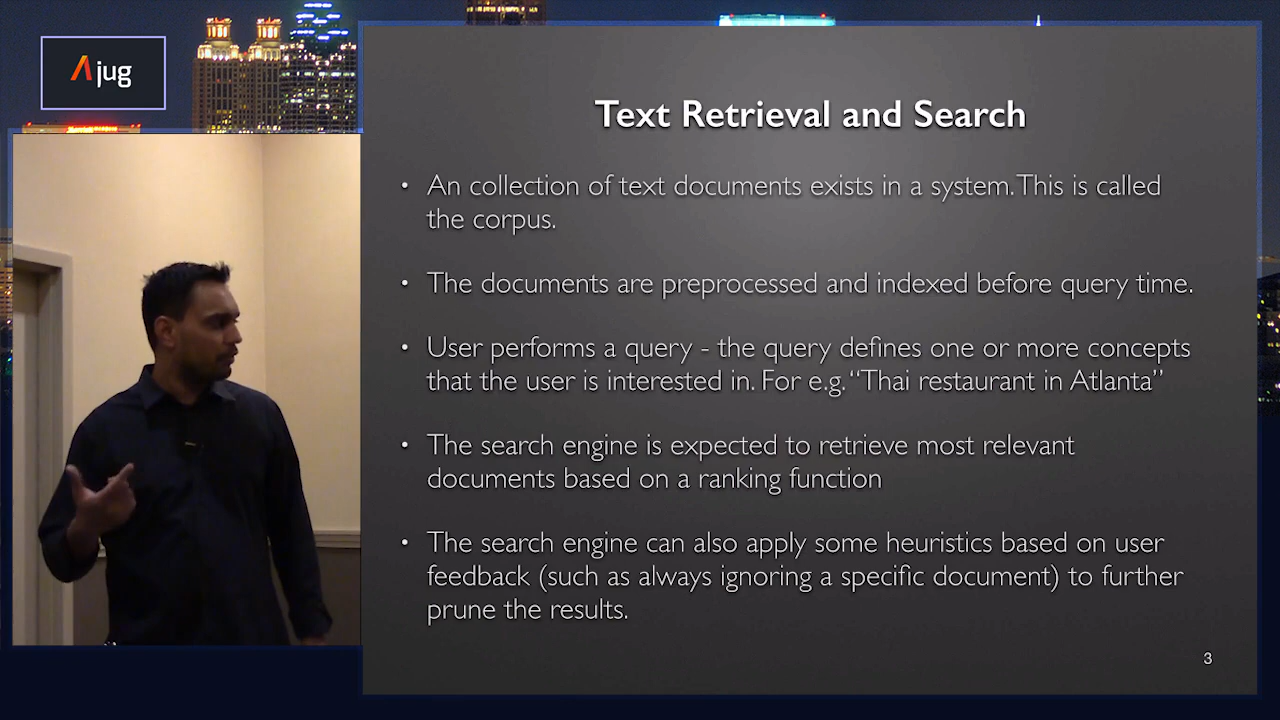 jug
Text Retrieval and Search
• An collection of text documents exists in a system. This is called
the corpus.
• The documents are preprocessed and indexed before query time.
• User performs a query - the query defines one or more concepts
that the user is interested in. For e.g. “Thai restaurant in Atlanta”
• The search engine is expected to retrieve most relevant
documents based on a ranking function
• The search engine can also apply some heuristics based on user
feedback (such as always ignoring a specific document) to further
prune the results.
3